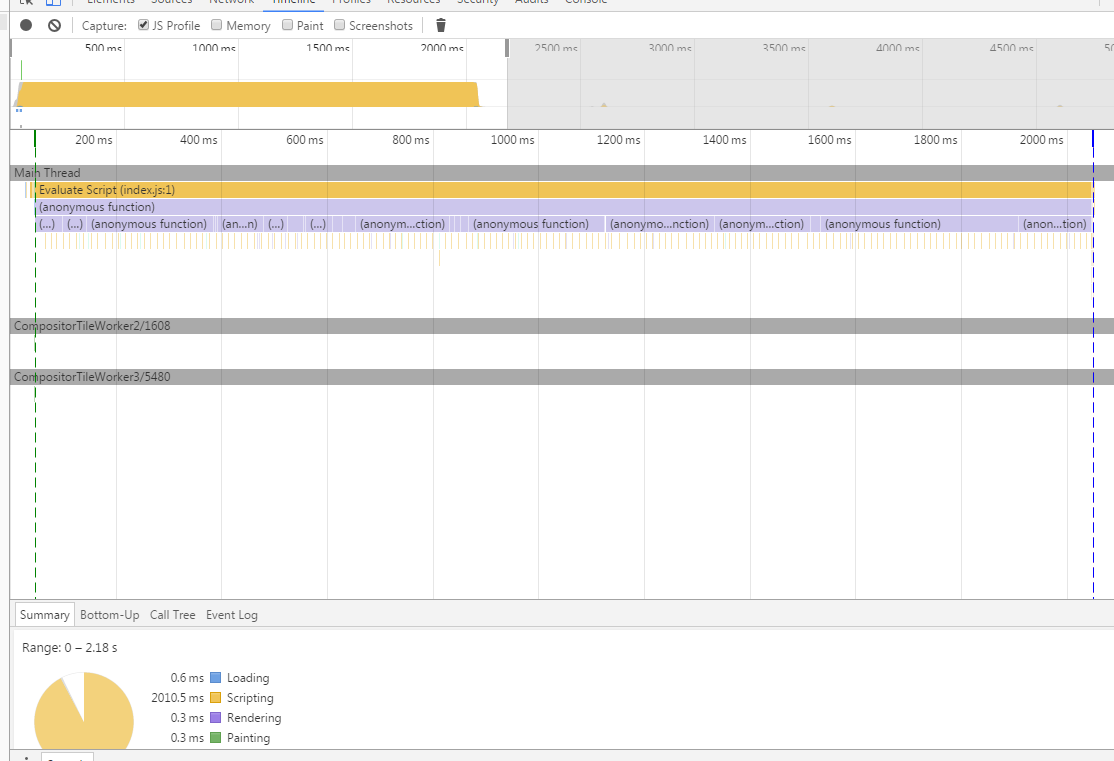 Elements Sources Network Timeline Profiles Resources Security Audits Console
Capture: JS Profile Memory Paint Screenshots
500 ms 1000 ms 1500 ms 2000 ms 2500 ms 3000 ms 3500 ms 4000 ms 4500 ms
200 ms 400 ms 600 ms 800 ms 1000 ms 1200 ms 1400 ms 1600 ms 1800 ms 2000 ms
Main Thread
Evaluate Script (index.js:1)
(anonymous function)
(...) (...) (anonymous function) (an...n) (...) (...) (anonym...ction) (anonymous function) (anonymo...nction) (anonym...ction) (anonymous function) (anon...tion)
CompositorTileWorker2/1608
CompositorTileWorker3/5480
Summary Bottom-Up Call Tree Event Log
Range: 0 – 2.18 s
0.6 ms Loading
2010.5 ms Scripting
0.3 ms Rendering
0.3 ms Painting